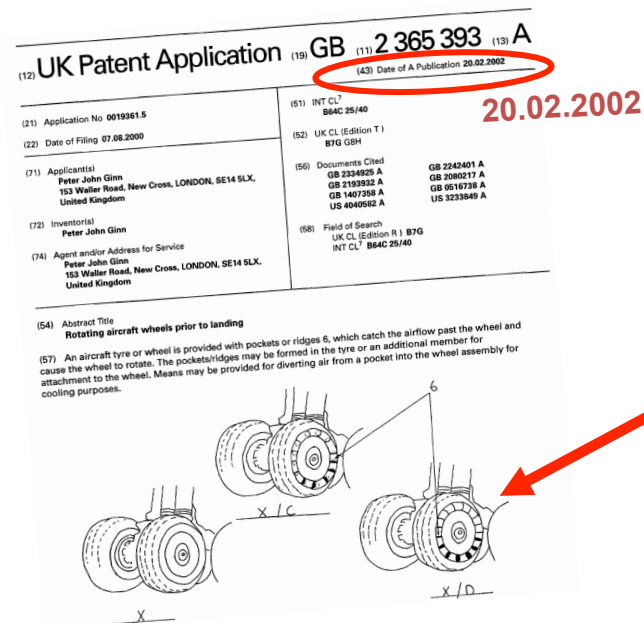 (12) UK Patent Application (19) GB (11) 2 365 393 (13) A
(43) Date of A Publication 20.02.2002
20.02.2002
(21) Application No 0019361.5
(22) Date of Filing 07.08.2000
(71) Applicant(s)
Peter John Ginn
153 Waller Road, New Cross, LONDON, SE14 5LX,
United Kingdom
(72) Inventor(s)
Peter John Ginn
(74) Agent and/or Address for Service
Peter John Ginn
153 Waller Road, New Cross, LONDON, SE14 5LX,
United Kingdom
(51) INT CL7
B64C 25/40
(52) UK CL (Edition T )
B7G G8H
(56) Documents Cited
GB 2334925 A GB 2242401 A
GB 2193932 A GB 2080217 A
GB 1407358 A GB 0516738 A
US 4040582 A US 3233849 A
(58) Field of Search
UK CL (Edition R ) B7G
INT CL7 B64C 25/40
(54) Abstract Title
Rotating aircraft wheels prior to landing
(57) An aircraft tyre or wheel is provided with pockets or ridges 6, which catch the airflow past the wheel and
cause the wheel to rotate. The pockets/ridges may be formed in the tyre or an additional member for
attachment to the wheel. Means may be provided for diverting air from a pocket into the wheel assembly for
cooling purposes.
6
X/C
X/D
X